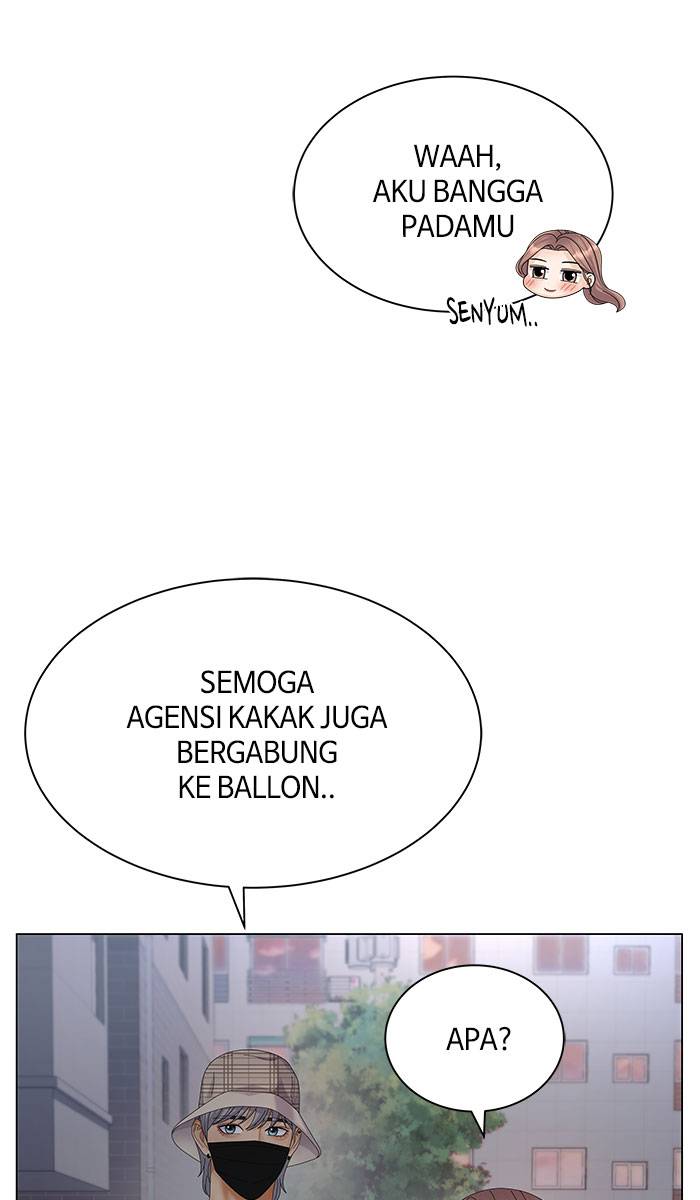 WAAH,
AKU BANGGA
PADAMU
SENYUM..
SEMOGA
AGENSI KAKAK JUGA
BERGABUNG
KE BALLON..
APA?